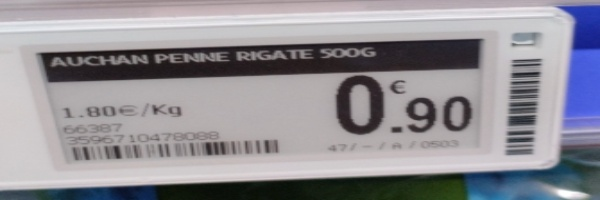 AUCHAN PENNE RIGATE 500G
1.80€/Kg
0.€90
66387
3596710478088
47/-/A/0503